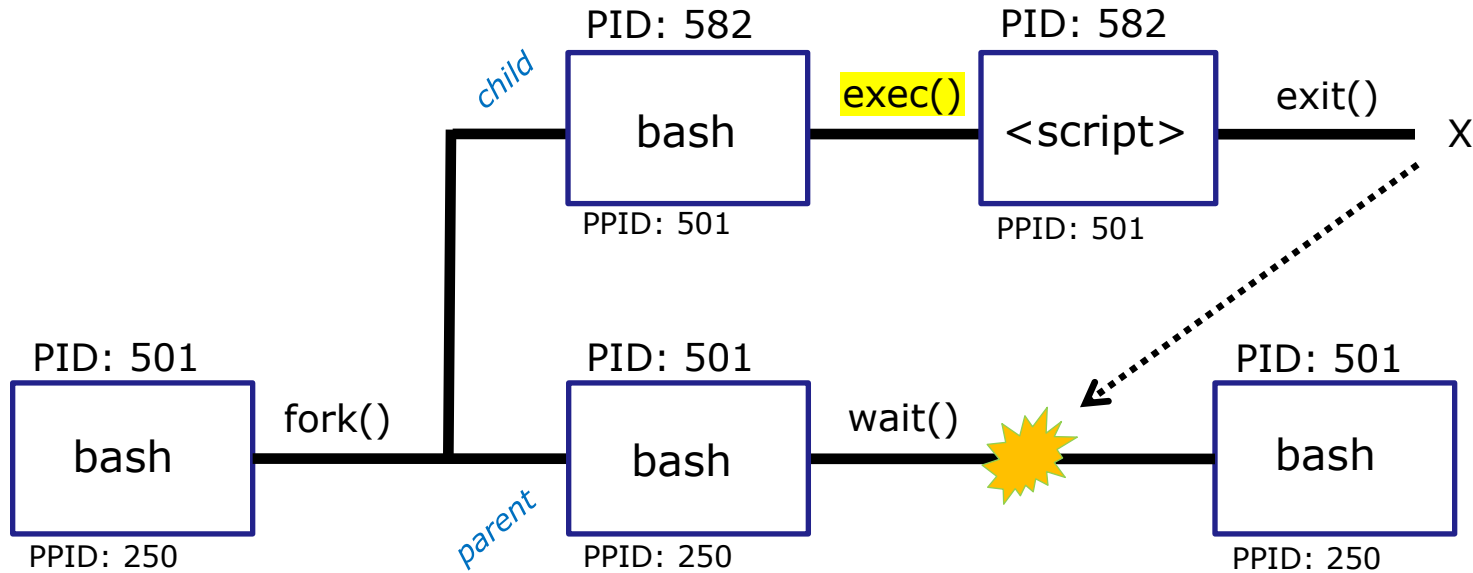 PID: 582
PID: 582
child
bash
exec()
<script>
exit()
X
PPID: 501
PPID: 501
PID: 501
PID: 501
PID: 501
bash
fork()
bash
wait()
bash
parent
PPID: 250
PPID: 250
PPID: 250